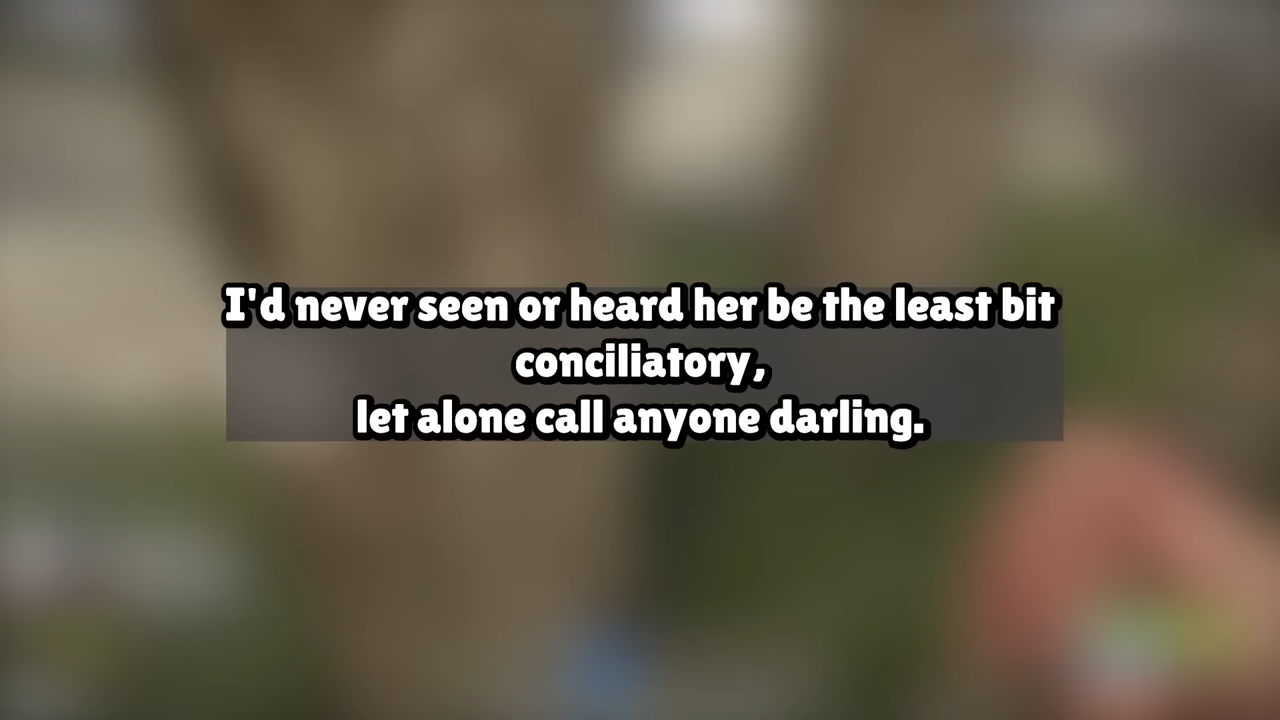 I'd never seen or heard her be the least bit
conciliatory,
let alone call anyone darling.